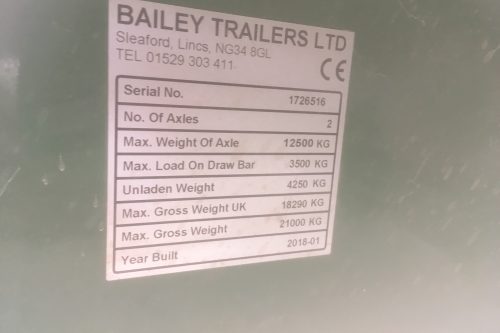 BAILEY TRAILERS LTD
Sleaford, Lincs, NG34 8GL
TEL 01529 303 411
CE
Serial No. 1726516
No. Of Axles 2
Max. Weight Of Axle 12500 KG
Max. Load On Draw Bar 3500 KG
Unladen Weight 4250 KG
Max. Gross Weight UK 18290 KG
Max. Gross Weight 21000 KG
Year Built 2018-01